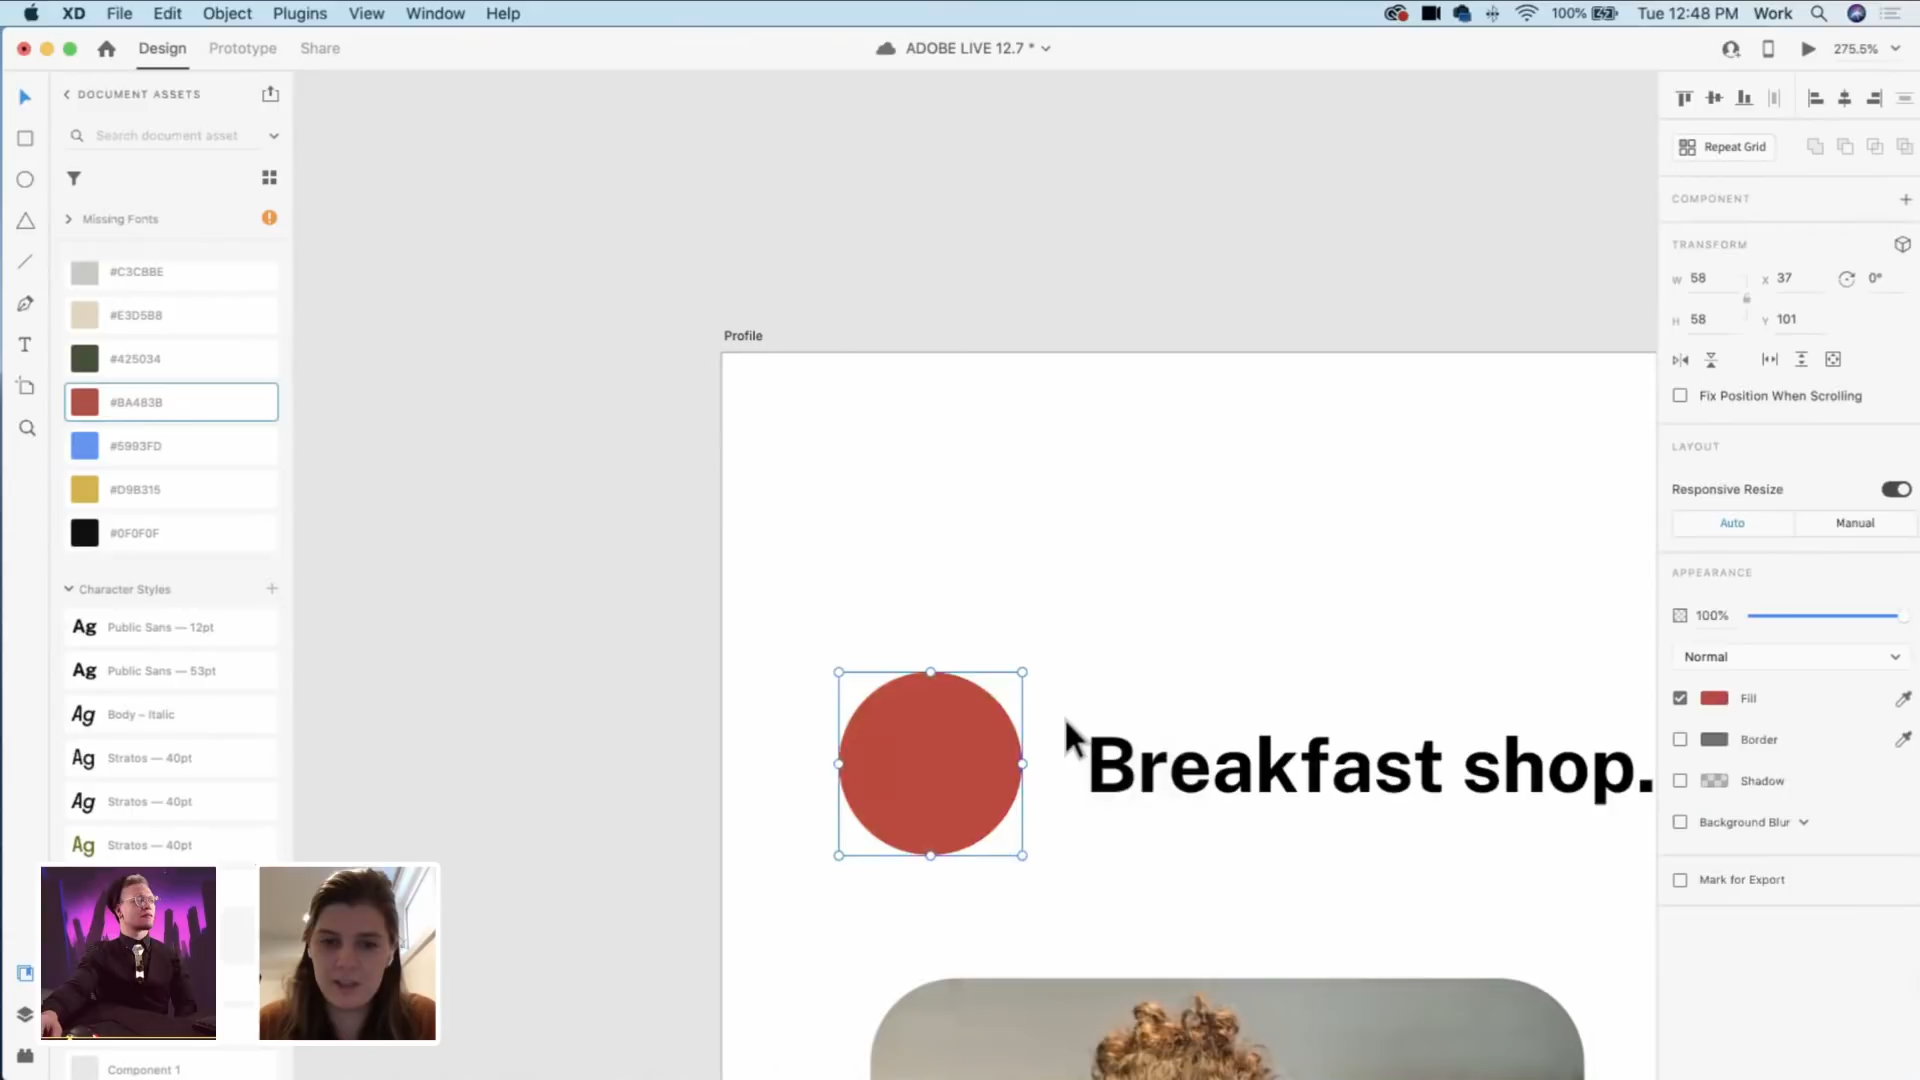 XD File Edit Object Plugins View Window Help
100% Tue 12:48 PM Work
Design Prototype Share
ADOBE LIVE 12.7 *
275.5%
DOCUMENT ASSETS
Search document asset
Missing Fonts
#C3CBBE
#E3D5B8
#425034
#BA483B
#5993FD
#D9B315
#0F0F0F
Character Styles
Ag Public Sans — 12pt
Ag Public Sans — 53pt
Ag Body – Italic
Ag Stratos — 40pt
Ag Stratos — 40pt
Ag Stratos — 40pt
Component 1
Profile
Breakfast shop.
Repeat Grid
COMPONENT
TRANSFORM
W 58 X 37 0°
H 58 Y 101
Fix Position When Scrolling
LAYOUT
Responsive Resize
Auto Manual
APPEARANCE
100%
Normal
Fill
Border
Shadow
Background Blur
Mark for Export